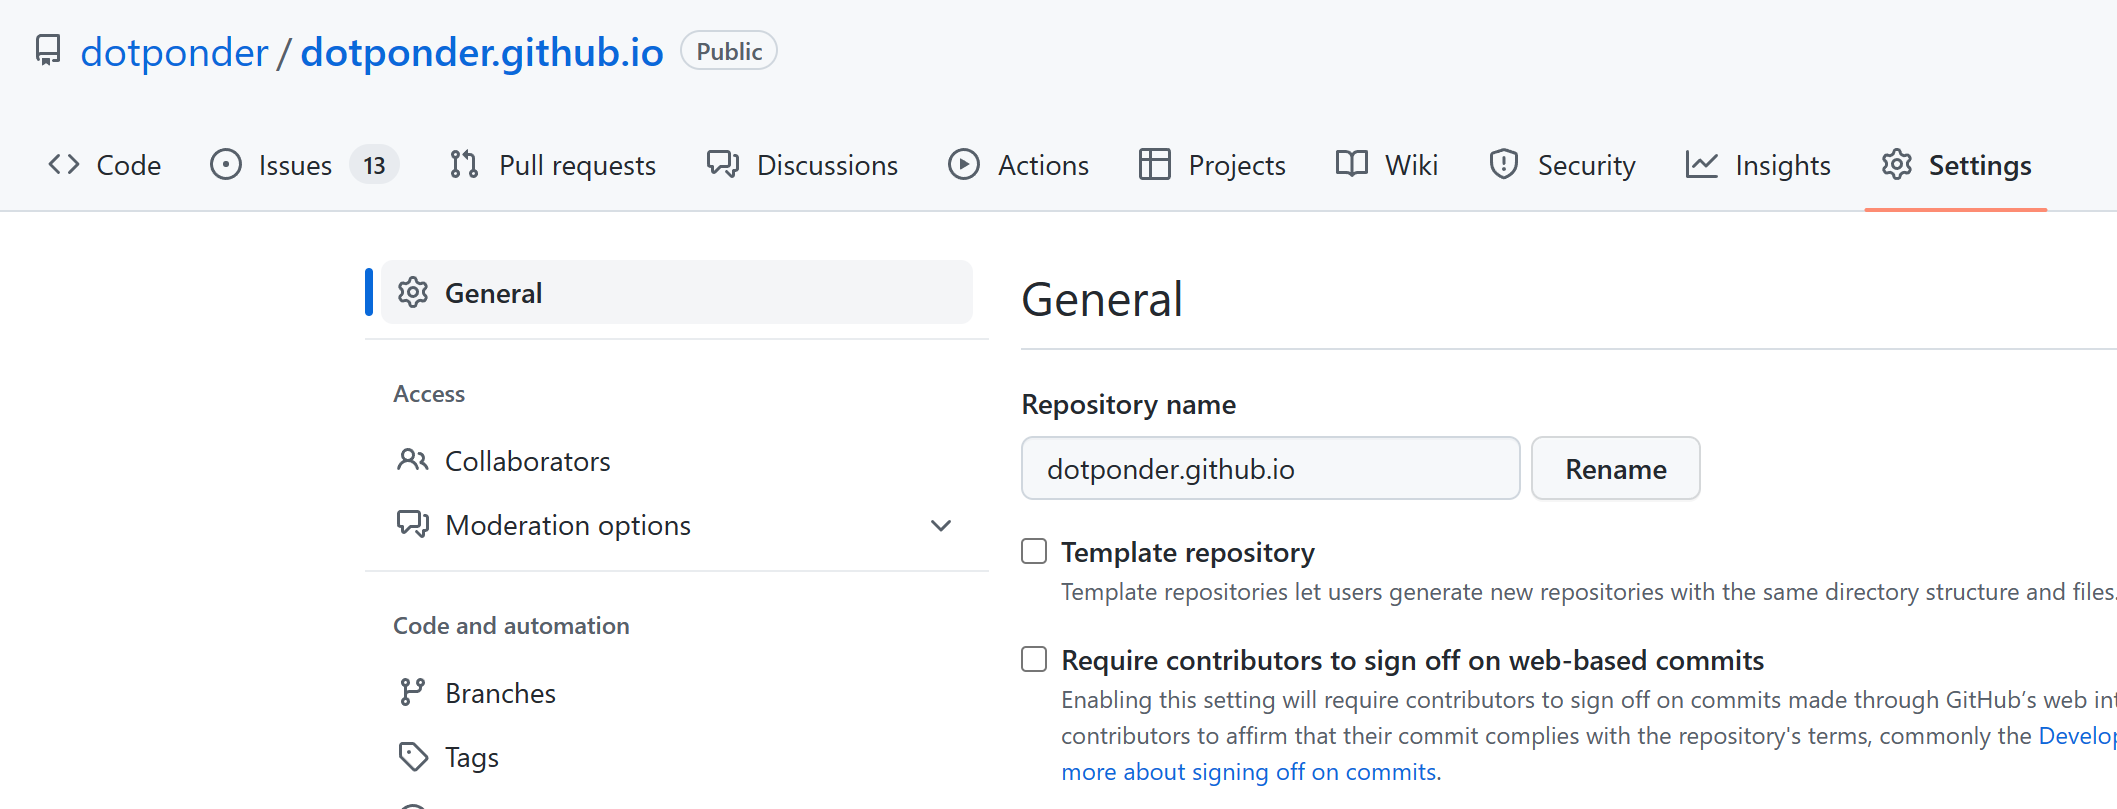 dotponder / dotponder.github.io Public
Code Issues 13 Pull requests Discussions Actions Projects Wiki Security Insights Settings
General
Access
Collaborators
Moderation options
Code and automation
Branches
Tags
General
Repository name
dotponder.github.io Rename
Template repository
Template repositories let users generate new repositories with the same directory structure and files.
Require contributors to sign off on web-based commits
Enabling this setting will require contributors to sign off on commits made through GitHub's web
contributors to affirm that their commit complies with the repository's terms, commonly the
more about signing off on commits.